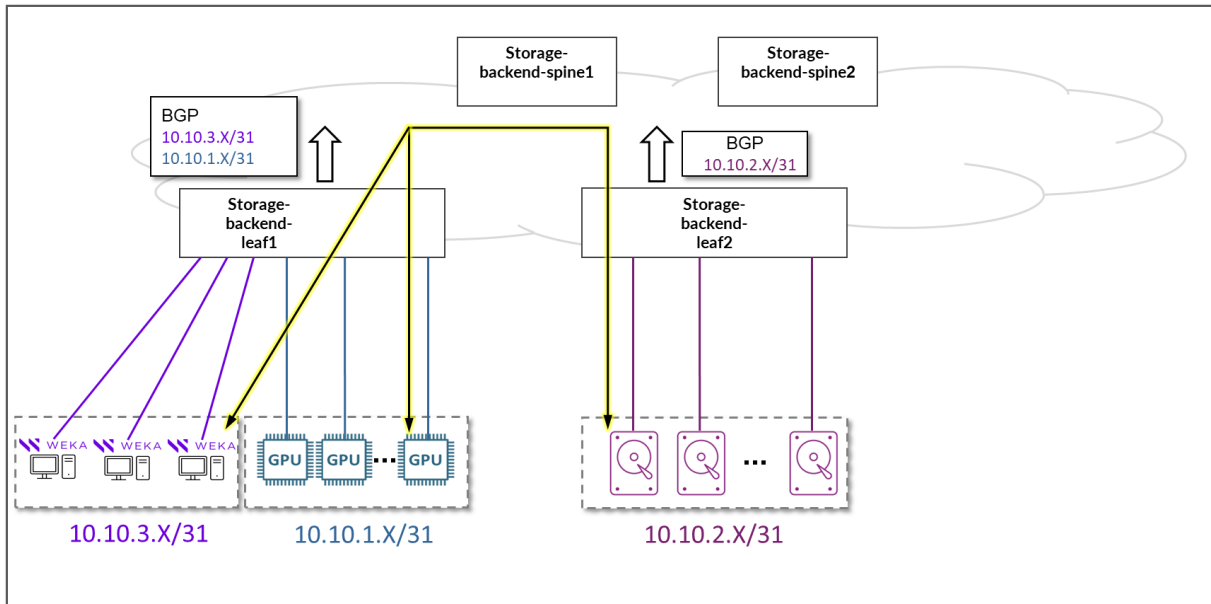 Storage-
backend-spine1
Storage-
backend-spine2
BGP
10.10.3.X/31
10.10.1.X/31
BGP
10.10.2.X/31
Storage-
backend-
leaf1
Storage-
backend-
leaf2
WEKA
WEKA
WEKA
GPU
GPU
...
GPU
...
10.10.3.X/31
10.10.1.X/31
10.10.2.X/31